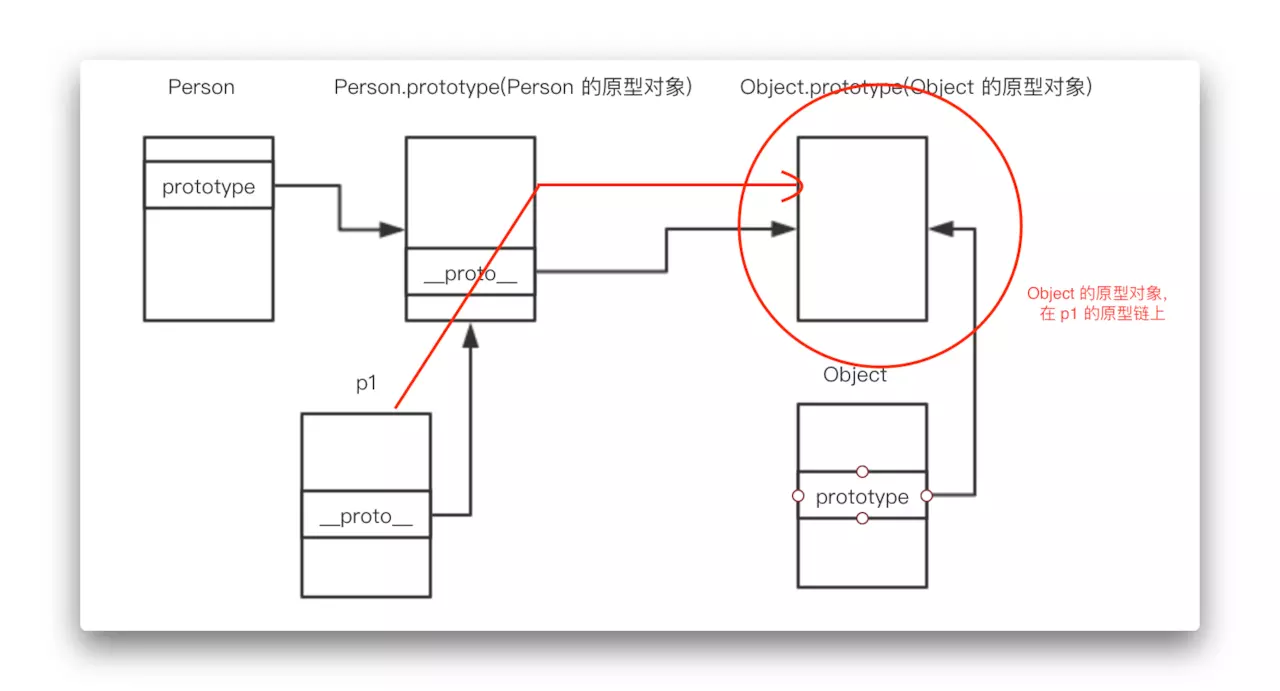 Person
Person.prototype(Person 的原型对象)
Object.prototype(Object 的原型对象)
prototype
__proto__
Object 的原型对象,
在 p1 的原型链上
p1
Object
__proto__
prototype